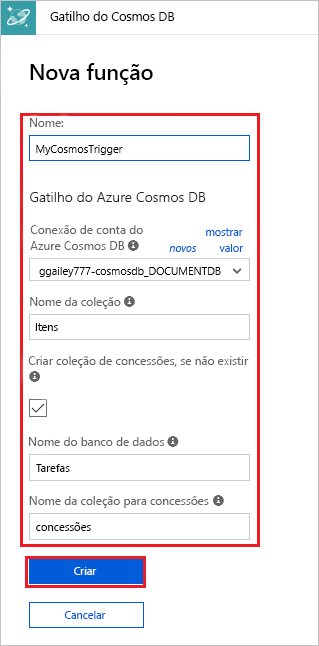 Gatilho do Cosmos DB
Nova função
Nome:
MyCosmosTrigger
Gatilho do Azure Cosmos DB
Conexão de conta do mostrar
Azure Cosmos DB novos valor
ggailey777-cosmosdb_DOCUMENTDB
Nome da coleção
Itens
Criar coleção de concessões, se não existir
Nome do banco de dados
Tarefas
Nome da coleção para concessões
concessões
Criar
Cancelar